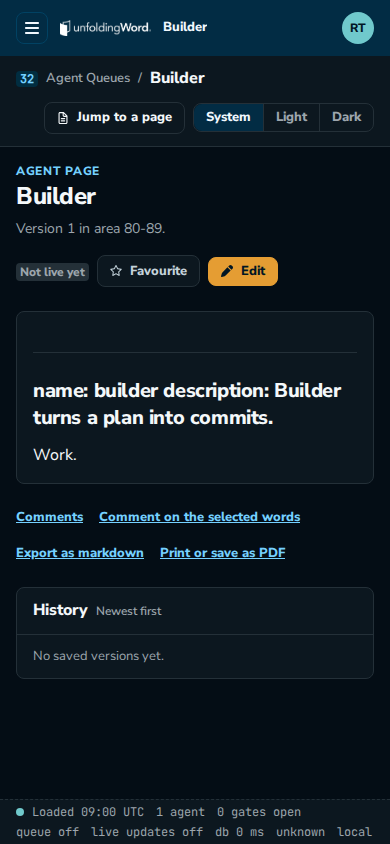 unfoldingWord. Builder RT
32 Agent Queues / Builder
Jump to a page System Light Dark
AGENT PAGE
Builder
Version 1 in area 80-89.
Not live yet Favourite Edit
name: builder description: Builder
turns a plan into commits.
Work.
Comments Comment on the selected words
Export as markdown Print or save as PDF
History Newest first
No saved versions yet.
Loaded 09:00 UTC 1 agent 0 gates open
queue off live updates off db 0 ms unknown local